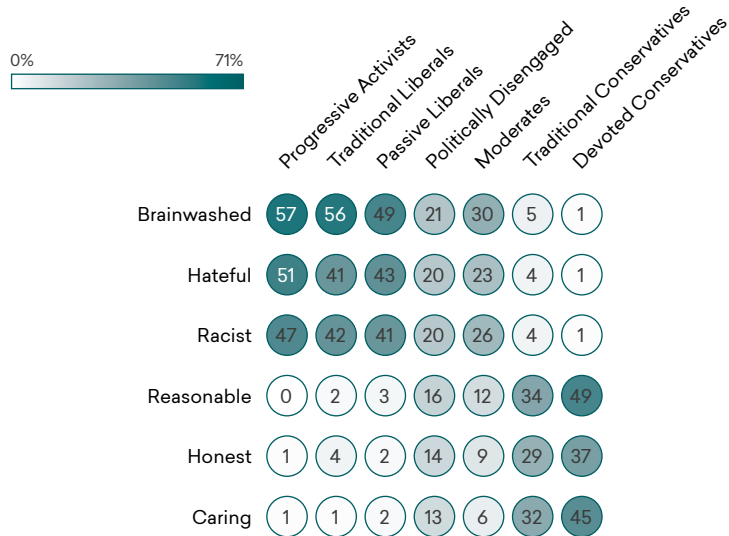 0% 71%
Progressive Activists
Traditional Liberals
Passive Liberals
Politically Disengaged
Moderates
Traditional Conservatives
Devoted Conservatives
Brainwashed 57 56 49 21 30 5 1
Hateful 51 41 43 20 23 4 1
Racist 47 42 41 20 26 4 1
Reasonable 0 2 3 16 12 34 49
Honest 1 4 2 14 9 29 37
Caring 1 1 2 13 6 32 45